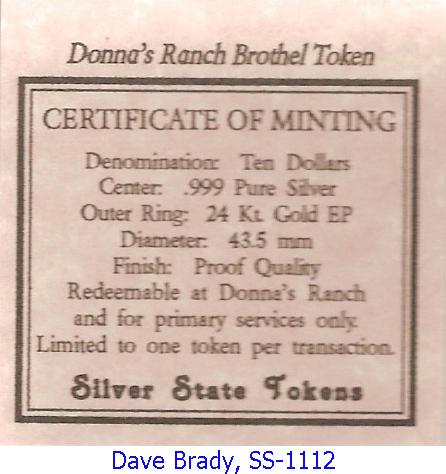 Donna's Ranch Brothel Token
CERTIFICATE OF MINTING
Denomination: Ten Dollars
Center: .999 Pure Silver
Outer Ring: 24 Kt. Gold EP
Diameter: 43.5 mm
Finish: Proof Quality
Redeemable at Donna's Ranch
and for primary services only.
Limited to one token per transaction.
Silver State Tokens
Dave Brady, SS-1112